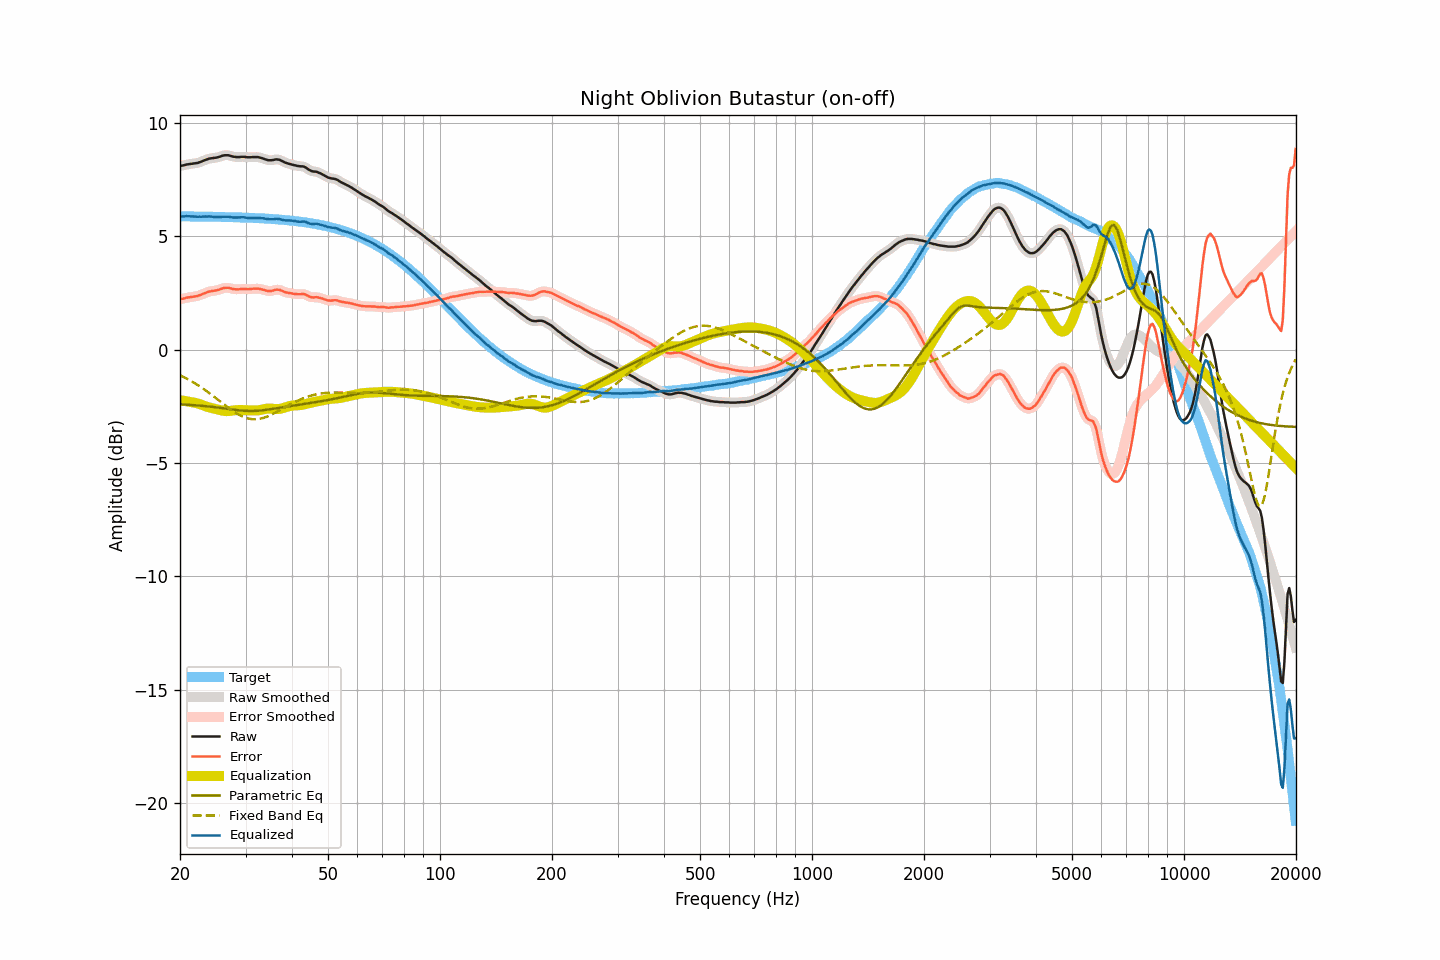 Night Oblivion Butastur (on-off)
10
5
0
−5
−10
−15
−20
Amplitude (dBr)
Target
Raw Smoothed
Error Smoothed
Raw
Error
Equalization
Parametric Eq
Fixed Band Eq
Equalized
20 50 100 200 500 1000 2000 5000 10000 20000
Frequency (Hz)